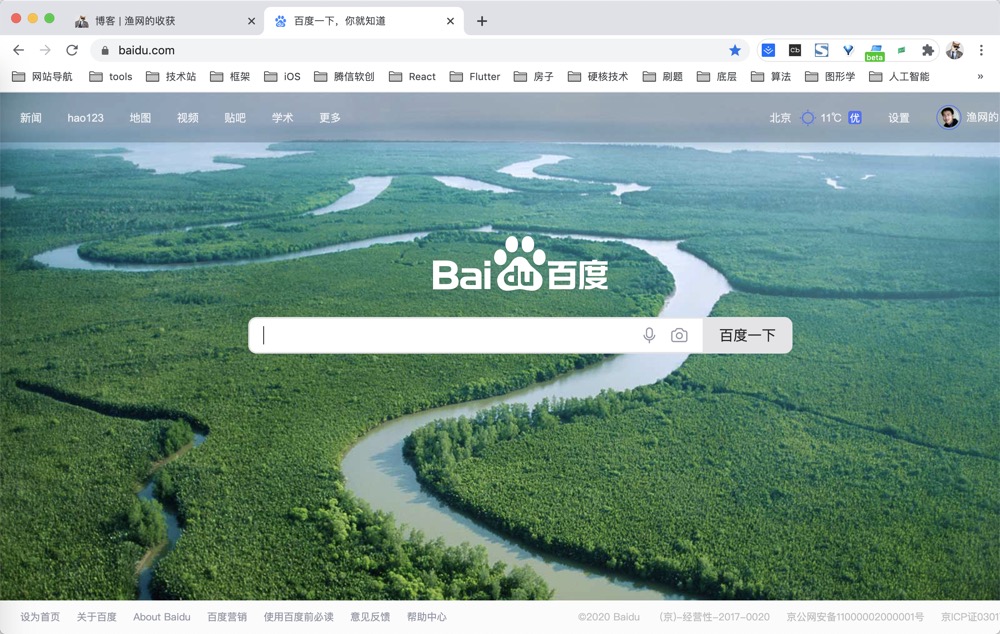 博客 | 渔网的收获
百度一下，你就知道
baidu.com
Cb
beta
网站导航 tools 技术站 框架 iOS 腾信软创 React Flutter 房子 硬核技术 刷题 底层 算法 图形学 人工智能 »
新闻 hao123 地图 视频 贴吧 学术 更多 北京 11℃ 优 设置 渔网的
Bai du 百度
百度一下
设为首页 关于百度 About Baidu 百度营销 使用百度前必读 意见反馈 帮助中心 ©2020 Baidu (京)-经营性-2017-0020 京公网安备11000002000001号 京ICP证0301